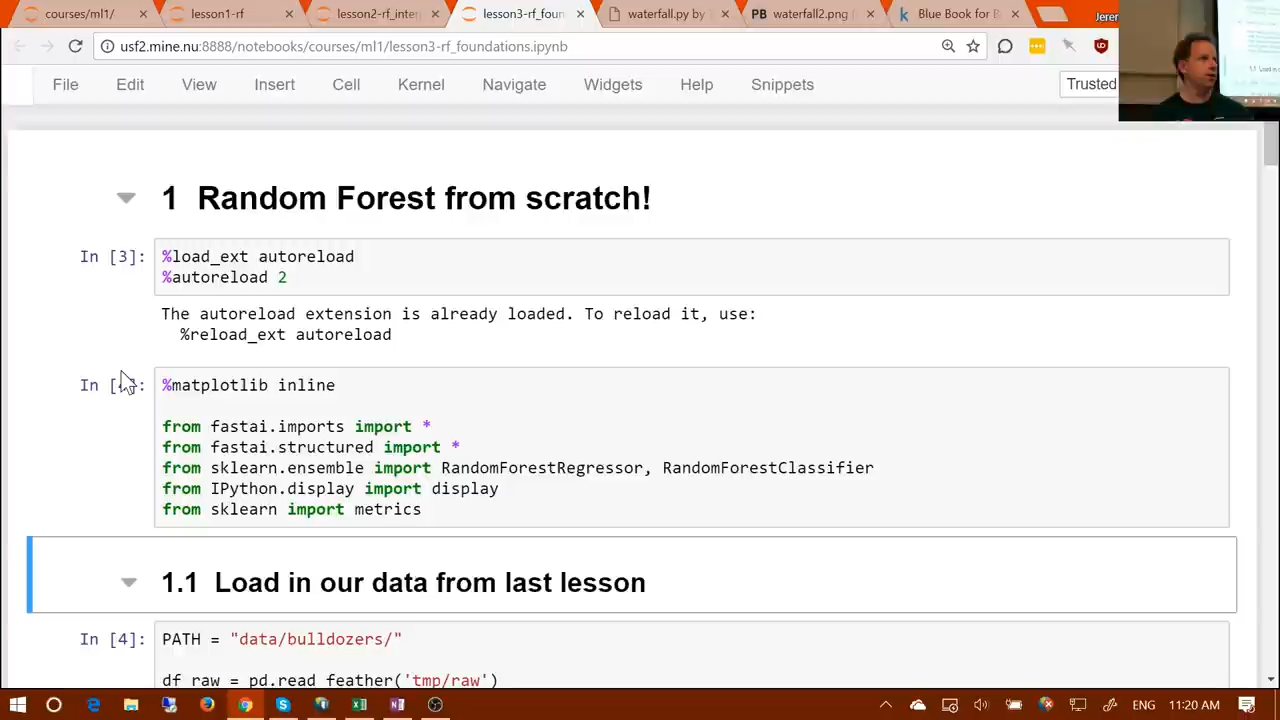 courses/ml1/
lesson1-rf
lesson2-rf_inter
lesson3-rf_fo
waterfall.py by
waterfall2
Blue Book for
Jerem
usf2.mine.nu:8888/notebooks/courses/ml1/lesson3-rf_foundations.ipynb
File Edit View Insert Cell Kernel Navigate Widgets Help Snippets
Trusted
1 Random Forest from scratch!
In [3]: %load_ext autoreload
%autoreload 2
The autoreload extension is already loaded. To reload it, use:
%reload_ext autoreload
%matplotlib inline
from fastai.imports import *
from fastai.structured import *
from sklearn.ensemble import RandomForestRegressor, RandomForestClassifier
from IPython.display import display
from sklearn import metrics
1.1 Load in our data from last lesson
In [4]: PATH = "data/bulldozers/"
df_raw = pd.read_feather('tmp/raw')
ENG 11:20 AM